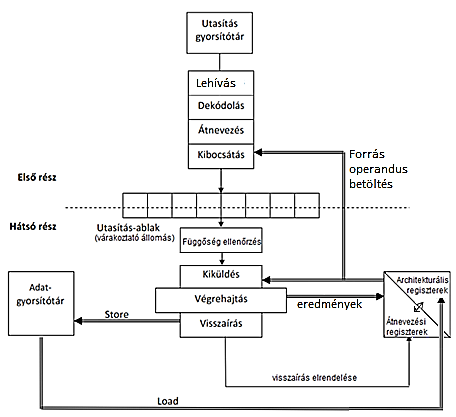 Utasítás
gyorsítótár
Lehívás
Dekódolás
Átnevezés
Kibocsátás
Forrás
operandus
betöltés
Első rész
Hátsó rész
Utasítás-ablak
(várakoztató állomás)
Függőség ellenőrzés
Kiküldés
Végrehajtás
Visszaírás
Adat-
gyorsítótár
Store
eredmények
Architekturális
regiszterek
Átnevezési
regiszterek
visszaírás elrendelése
Load